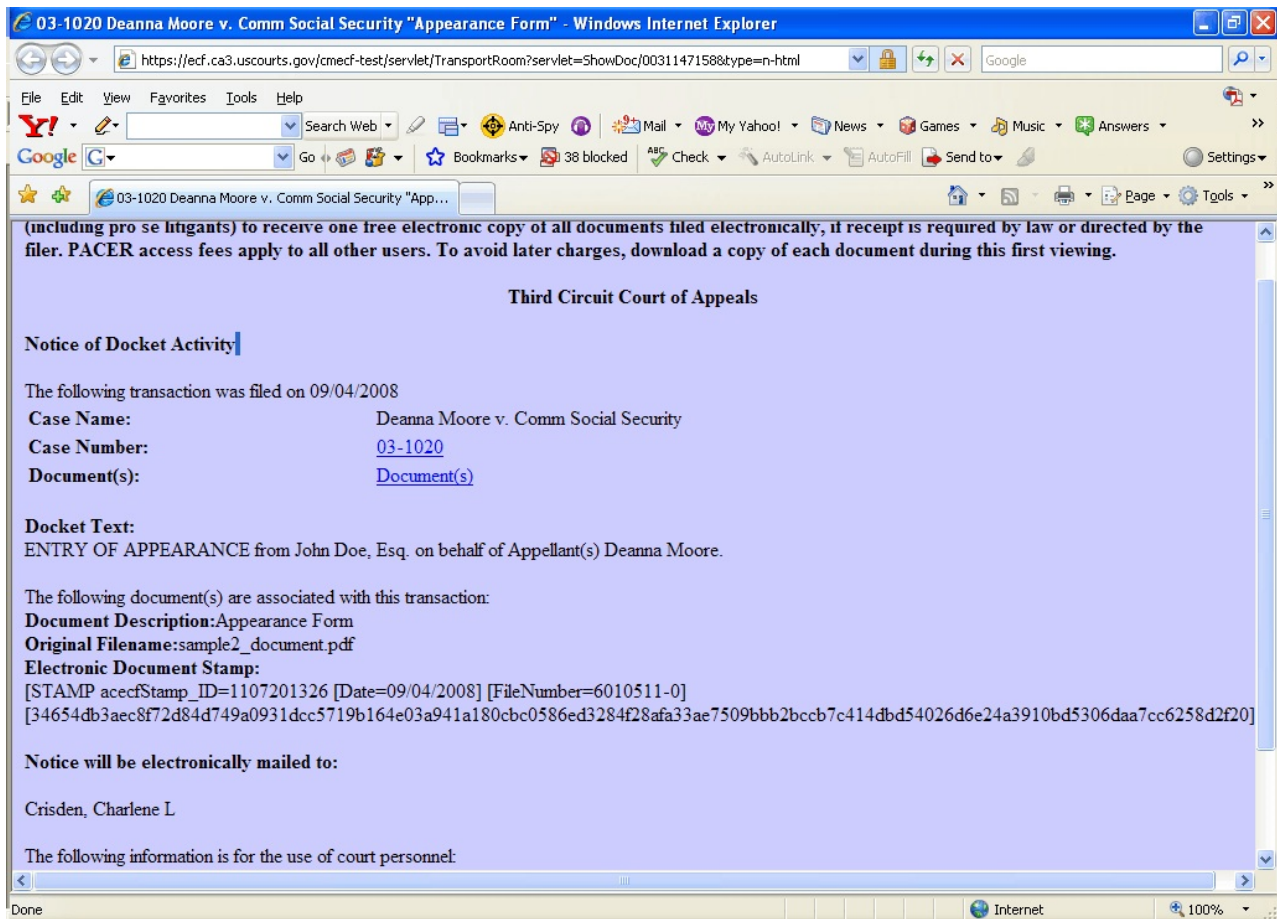 03-1020 Deanna Moore v. Comm Social Security "Appearance Form" - Windows Internet Explorer
https://ecf.ca3.uscourts.gov/cmecf-test/servlet/TransportRoom?servlet=ShowDoc/00311471588&type=n-html Google
File Edit View Favorites Tools Help
Y! Search Web Anti-Spy Mail My Yahoo! News Games Music Answers »
Google G Go Bookmarks 38 blocked ABC Check AutoLink AutoFill Send to Settings
03-1020 Deanna Moore v. Comm Social Security "App... Page Tools »
(including pro se litigants) to receive one free electronic copy of all documents filed electronically, if receipt is required by law or directed by the
filer. PACER access fees apply to all other users. To avoid later charges, download a copy of each document during this first viewing.
Third Circuit Court of Appeals
Notice of Docket Activity
The following transaction was filed on 09/04/2008
Case Name: Deanna Moore v. Comm Social Security
Case Number: 03-1020
Document(s): Document(s)
Docket Text:
ENTRY OF APPEARANCE from John Doe, Esq. on behalf of Appellant(s) Deanna Moore.
The following document(s) are associated with this transaction:
Document Description:Appearance Form
Original Filename:sample2_document.pdf
Electronic Document Stamp:
[STAMP acecfStamp_ID=1107201326 [Date=09/04/2008] [FileNumber=6010511-0]
[34654db3aec8f72d84d749a0931dcc5719b164e03a941a180cbc0586ed3284f28afa33ae7509bbb2bccb7c414dbd54026d6e24a3910bd5306daa7cc6258d2f20]
Notice will be electronically mailed to:
Crisden, Charlene L
The following information is for the use of court personnel:
Done Internet 100%